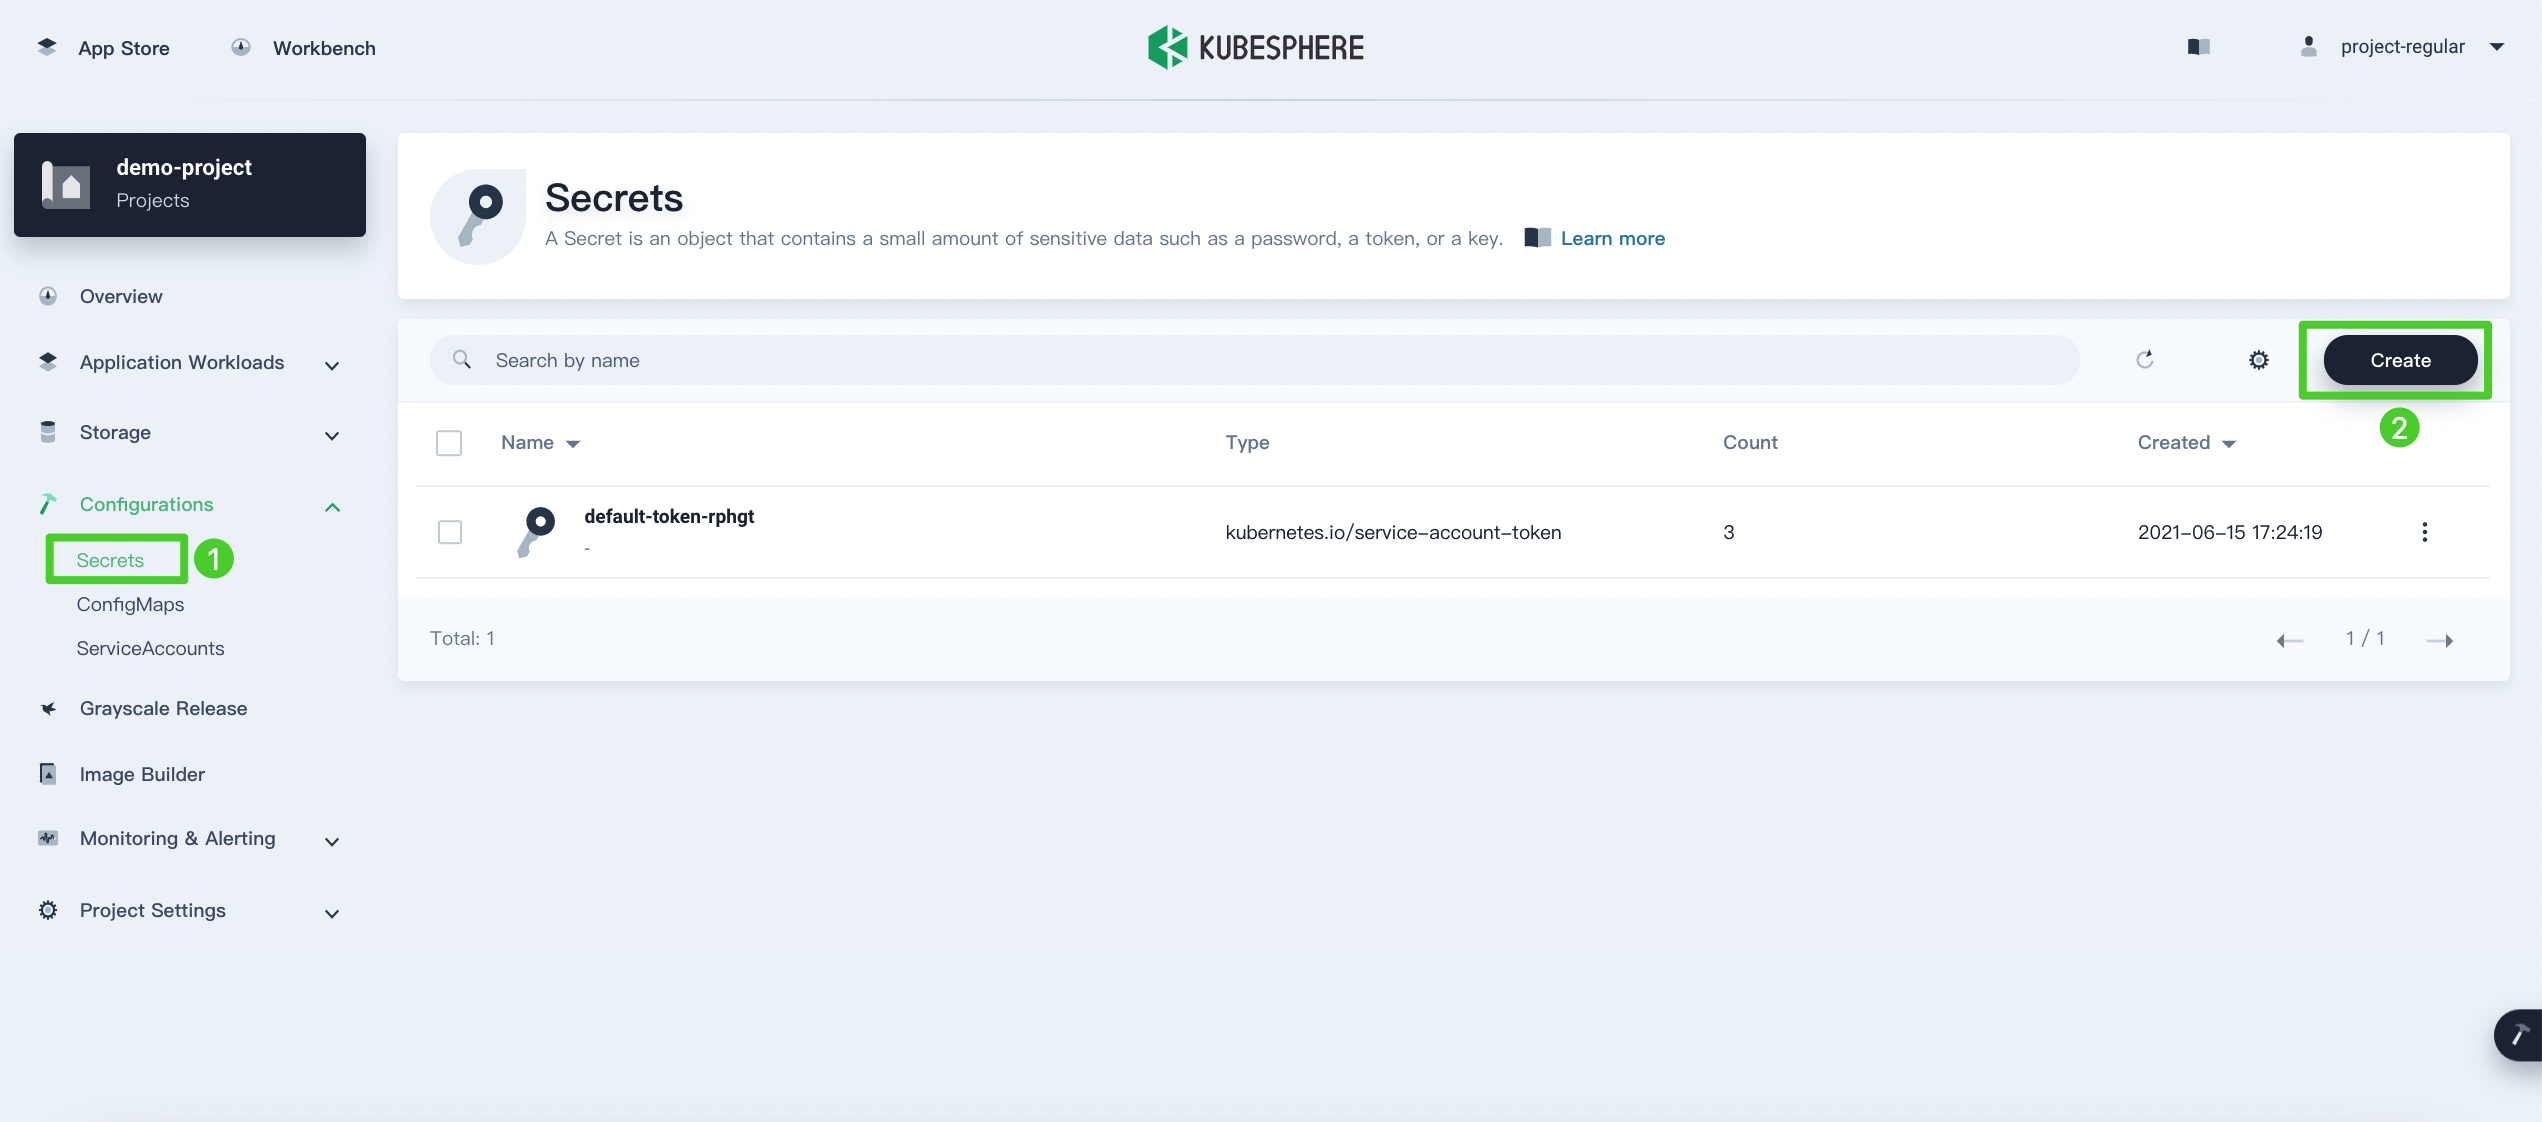 App Store
Workbench
KUBESPHERE
project-regular
demo-project
Projects
Overview
Application Workloads
Storage
Configurations
Secrets
1
ConfigMaps
ServiceAccounts
Grayscale Release
Image Builder
Monitoring & Alerting
Project Settings
Secrets
A Secret is an object that contains a small amount of sensitive data such as a password, a token, or a key. Learn more
Search by name
Create
2
Name Type Count Created
default-token-rphgt
-
kubernetes.io/service-account-token 3 2021-06-15 17:24:19
Total: 1
1 / 1